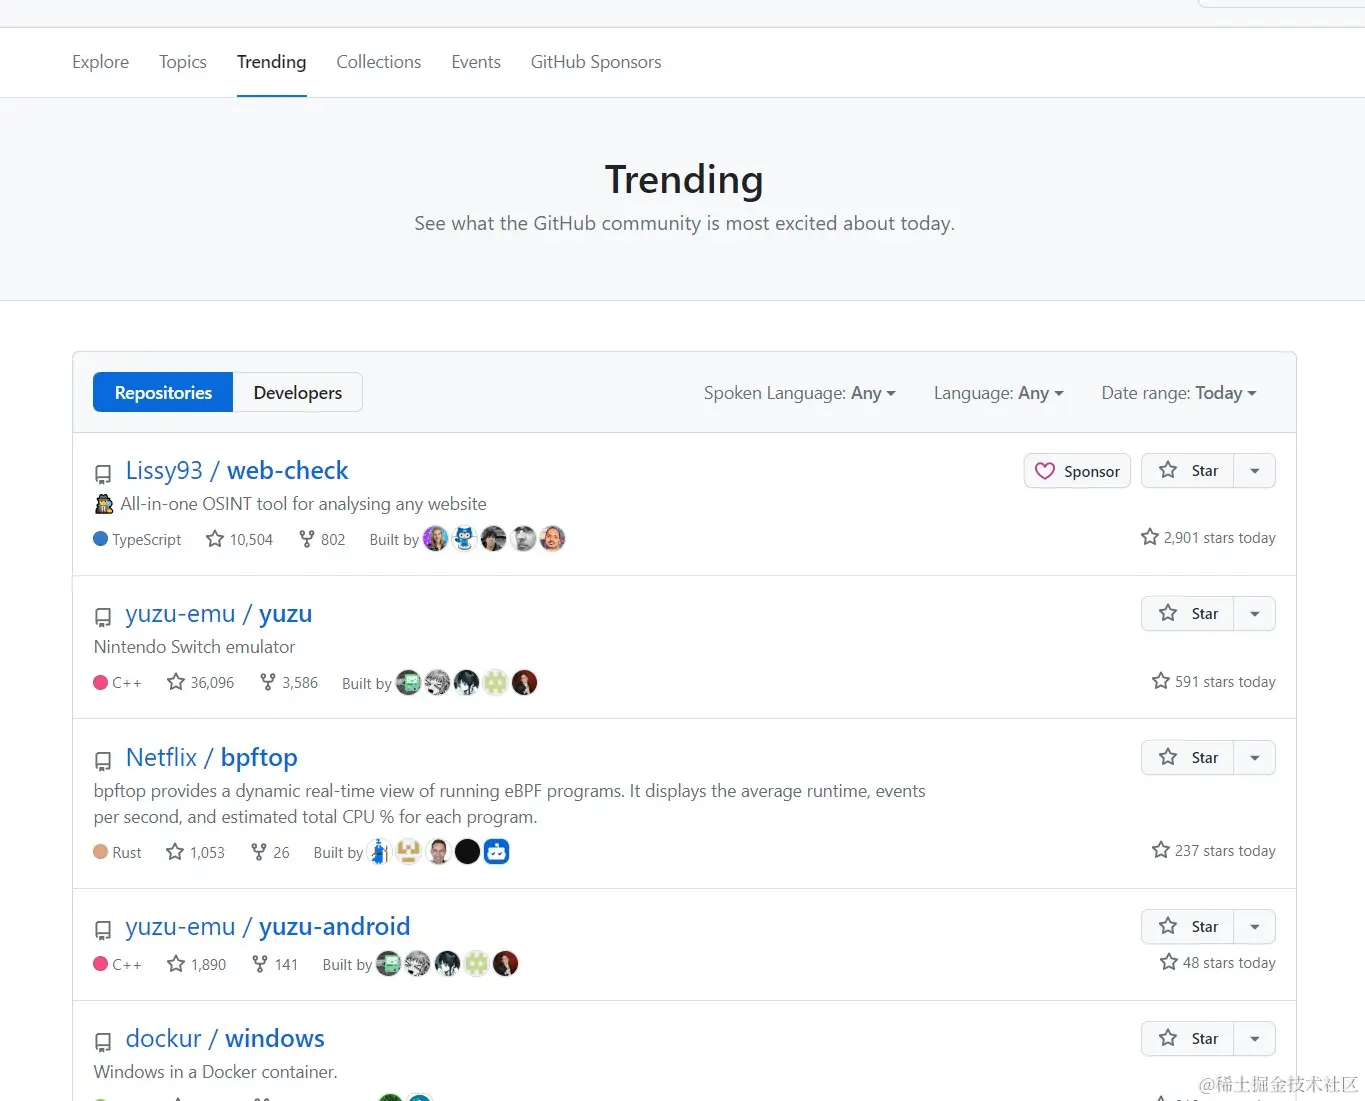 Explore Topics Trending Collections Events GitHub Sponsors
Trending
See what the GitHub community is most excited about today.
Repositories Developers Spoken Language: Any Language: Any Date range: Today
Lissy93 / web-check Sponsor Star
All-in-one OSINT tool for analysing any website
TypeScript 10,504 802 Built by 2,901 stars today
yuzu-emu / yuzu Star
Nintendo Switch emulator
C++ 36,096 3,586 Built by 591 stars today
Netflix / bpftop Star
bpftop provides a dynamic real-time view of running eBPF programs. It displays the average runtime, events
per second, and estimated total CPU % for each program.
Rust 1,053 26 Built by 237 stars today
yuzu-emu / yuzu-android Star
C++ 1,890 141 Built by 48 stars today
dockur / windows Star
Windows in a Docker container.
@稀土掘金技术社区